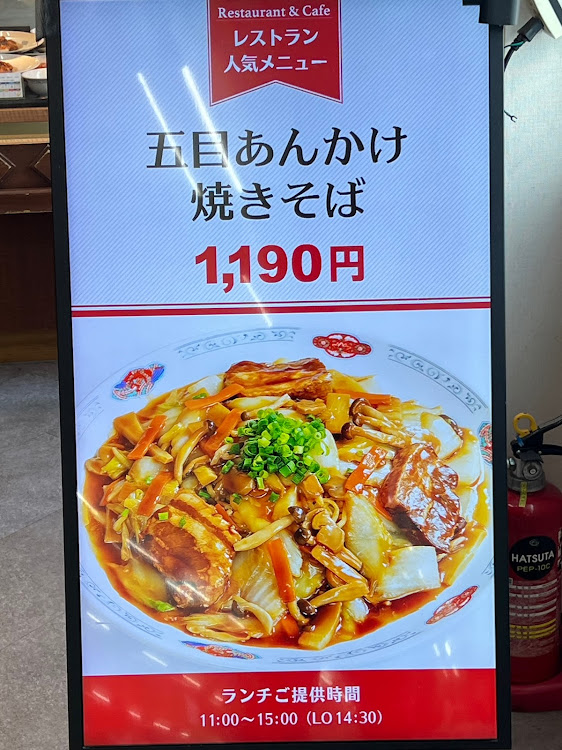 Restaurant & Cafe
レストラン
人気メニュー
五目あんかけ
焼きそば
1,190円
ランチご提供時間
11:00～15:00（LO14:30）
HATSUTA
PEP-10C